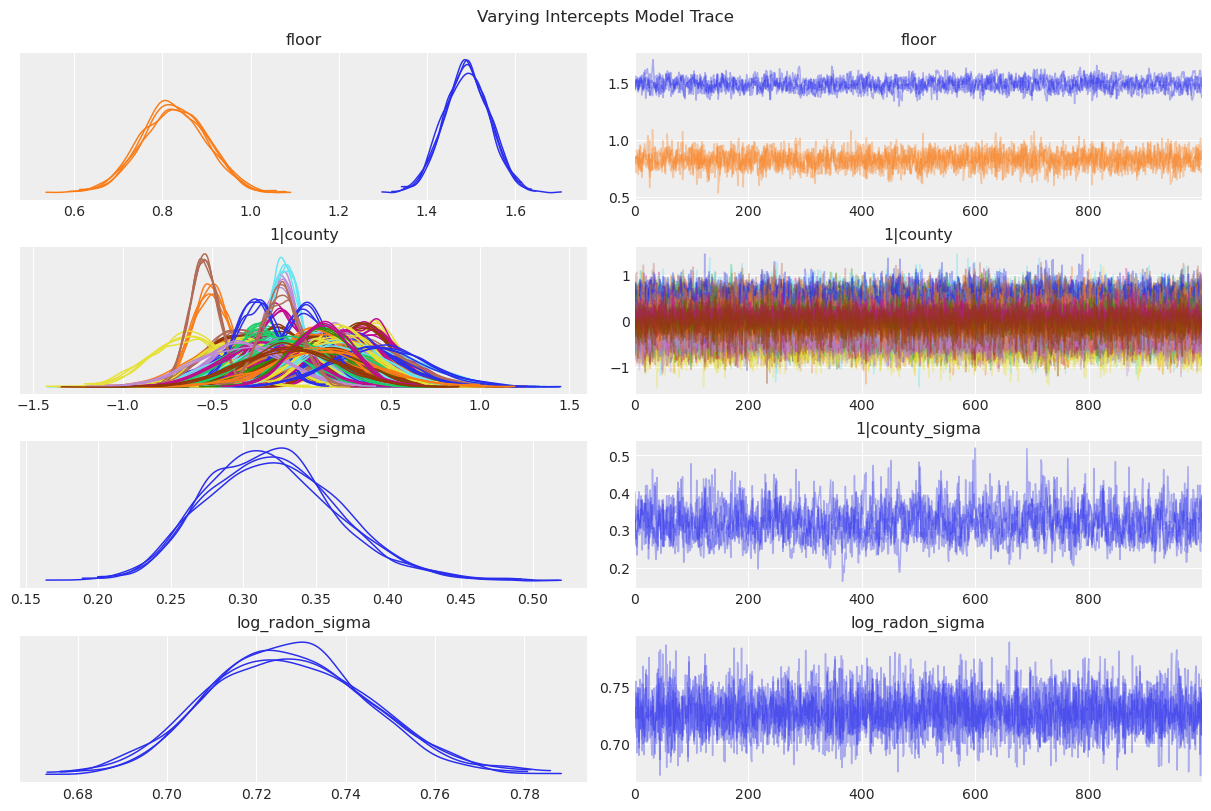 Varying Intercepts Model Trace
floor
floor
0.6 0.8 1.0 1.2 1.4 1.6
1.5
1.0
0.5
0 200 400 600 800
1|county
1|county
−1.5 −1.0 −0.5 0.0 0.5 1.0 1.5
1
0
−1
0 200 400 600 800
1|county_sigma
1|county_sigma
0.15 0.20 0.25 0.30 0.35 0.40 0.45 0.50
0.5
0.4
0.3
0.2
0 200 400 600 800
log_radon_sigma
log_radon_sigma
0.68 0.70 0.72 0.74 0.76 0.78
0.75
0.70
0 200 400 600 800